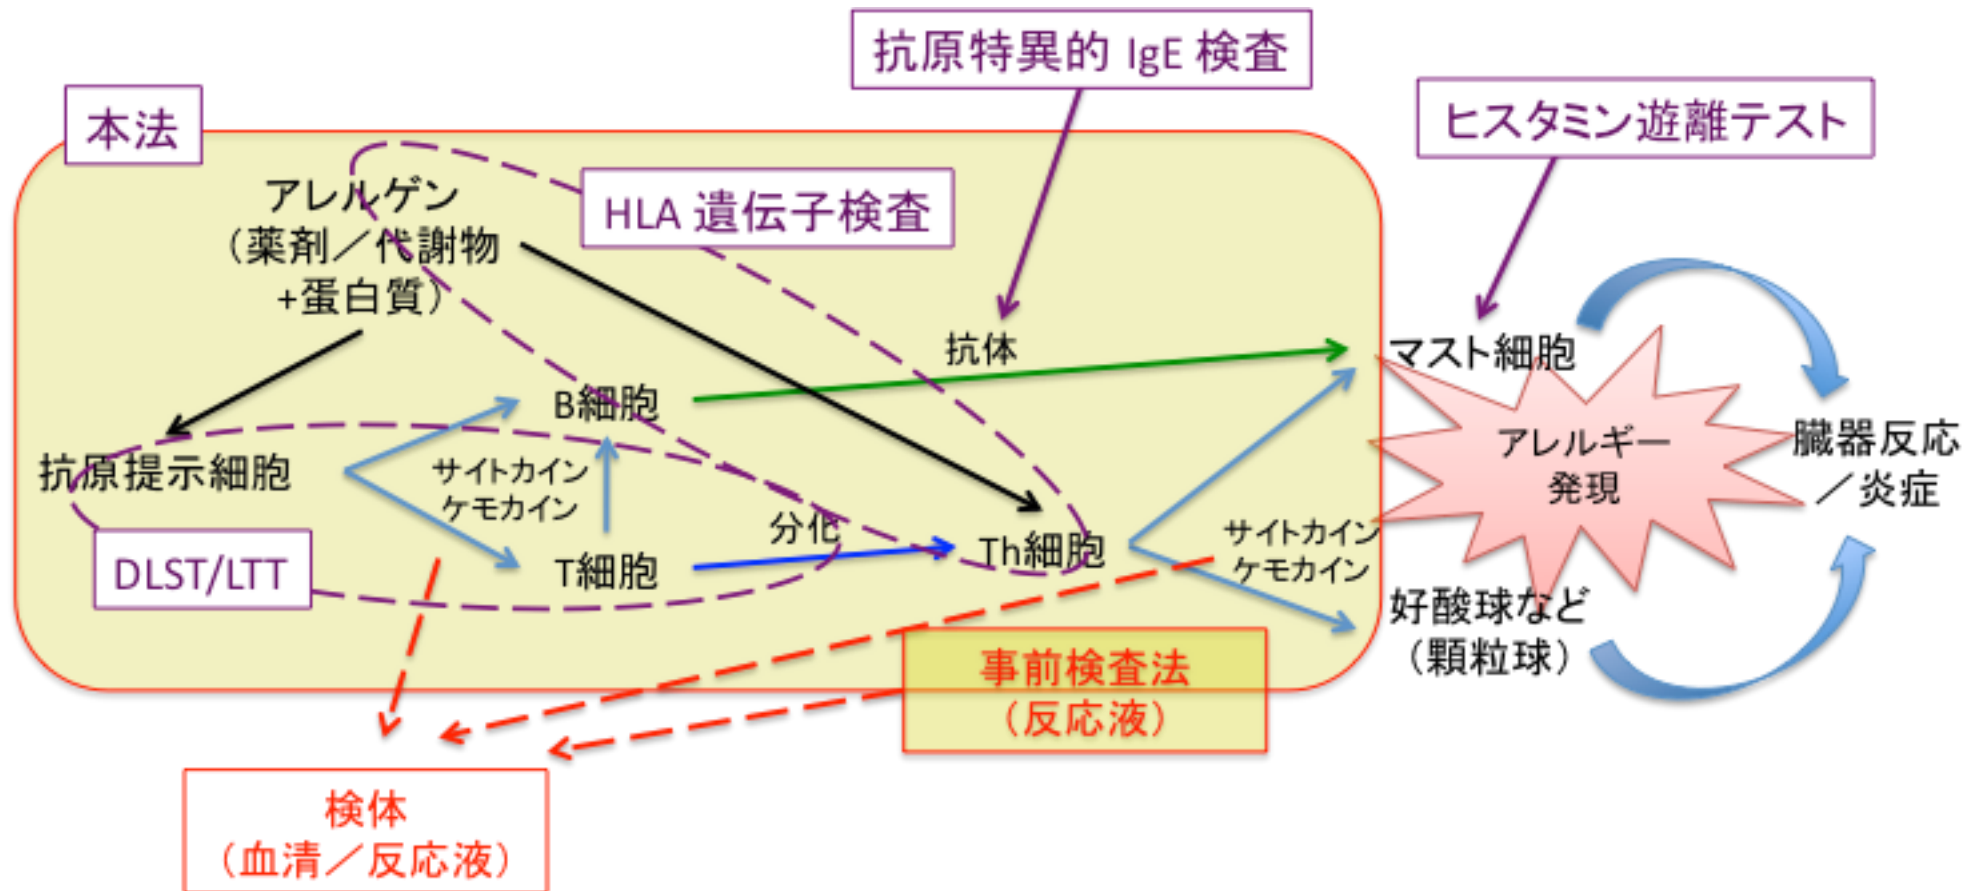 抗原特異的 IgE 検査
ヒスタミン遊離テスト
本法
HLA 遺伝子検査
アレルゲン
（薬剤／代謝物
+蛋白質）
抗体
マスト細胞
B細胞
抗原提示細胞
サイトカイン
ケモカイン
アレルギー
発現
臓器反応
／炎症
分化
DLST/LTT
T細胞
Th細胞
サイトカイン
ケモカイン
好酸球など
（顆粒球）
事前検査法
（反応液）
検体
（血清／反応液）